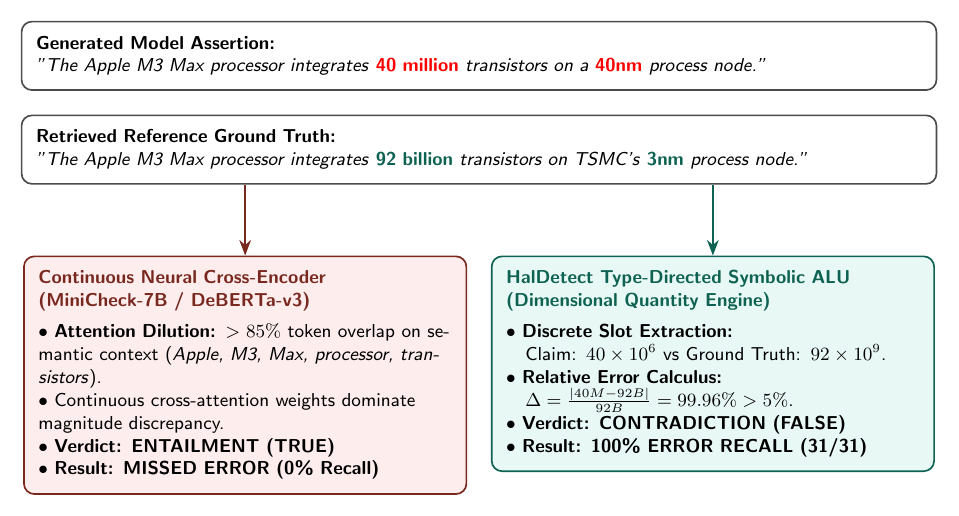 Generated Model Assertion:
"The Apple M3 Max processor integrates 40 million transistors on a 40nm process node."
Retrieved Reference Ground Truth:
"The Apple M3 Max processor integrates 92 billion transistors on TSMC's 3nm process node."
Continuous Neural Cross-Encoder
(MiniCheck-7B / DeBERTa-v3)
• Attention Dilution: > 85% token overlap on se-
mantic context (Apple, M3, Max, processor, tran-
sistors).
• Continuous cross-attention weights dominate
magnitude discrepancy.
• Verdict: ENTAILMENT (TRUE)
• Result: MISSED ERROR (0% Recall)
HalDetect Type-Directed Symbolic ALU
(Dimensional Quantity Engine)
• Discrete Slot Extraction:
Claim: 40 × 10⁶ vs Ground Truth: 92 × 10⁹.
• Relative Error Calculus:
Δ = |40M−92B| / 92B = 99.96% > 5%.
• Verdict: CONTRADICTION (FALSE)
• Result: 100% ERROR RECALL (31/31)